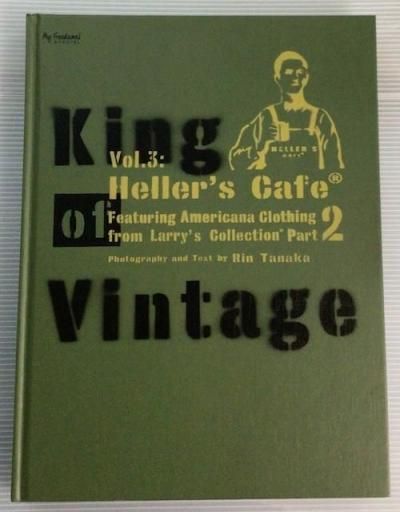 My Freedamn!
King
Vol.3:
HELLER'S
CAFE
Heller's Cafe®
of
Featuring Americana Clothing
from Larry's Collection Part 2
Photography and Text by Rin Tanaka
Vintage